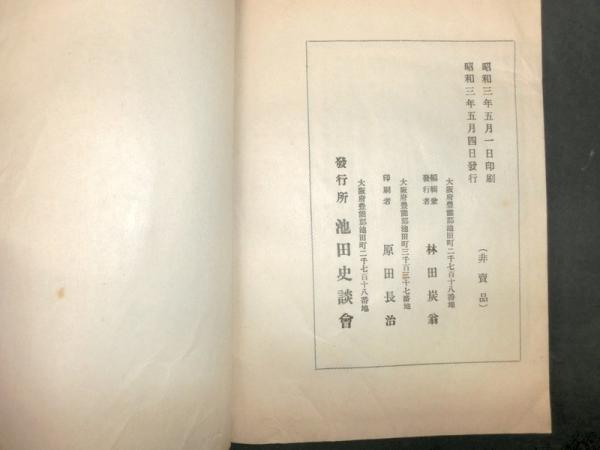 昭和三年五月一日印刷
昭和三年五月四日發行
（非賣品）
大阪府豊能郡池田町二千七百十八番地
編輯兼發行者 林田炭翁
大阪府豊能郡池田町三千百三十七番地
印刷者 原田長治
大阪府豊能郡池田町二千七百十八番地
發行所 池田史談會